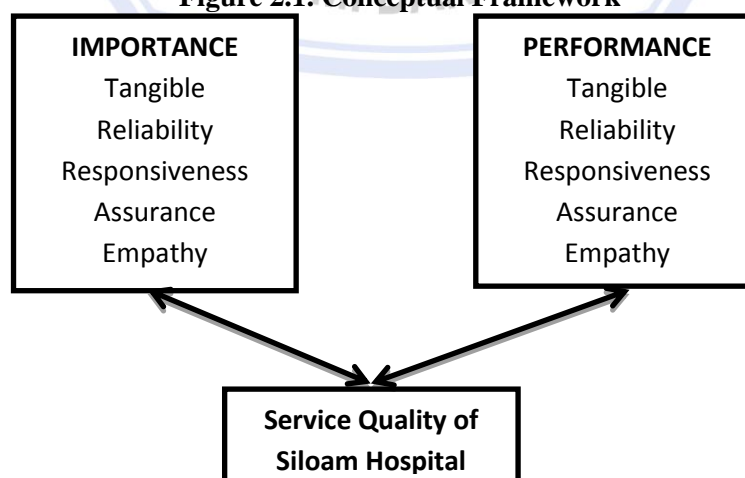 Figure 2.1. Conceptual Framework
IMPORTANCE
Tangible
Reliability
Responsiveness
Assurance
Empathy
PERFORMANCE
Tangible
Reliability
Responsiveness
Assurance
Empathy
Service Quality of
Siloam Hospital